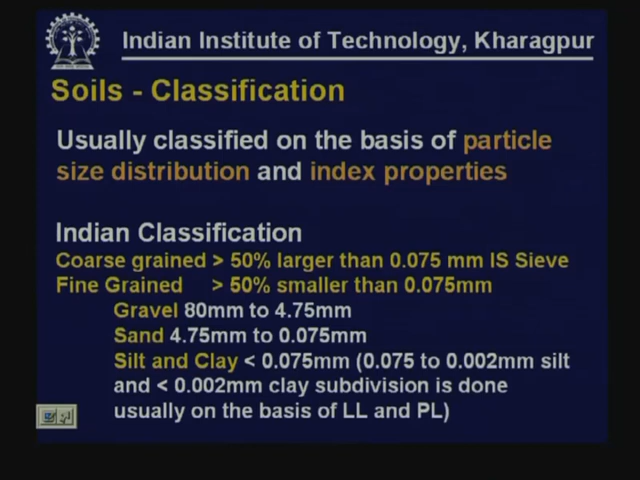 Indian Institute of Technology, Kharagpur
Soils - Classification
Usually classified on the basis of particle
size distribution and index properties
Indian Classification
Coarse grained > 50% larger than 0.075 mm IS Sieve
Fine Grained > 50% smaller than 0.075mm
Gravel 80mm to 4.75mm
Sand 4.75mm to 0.075mm
Silt and Clay < 0.075mm (0.075 to 0.002mm silt
and < 0.002mm clay subdivision is done
usually on the basis of LL and PL)